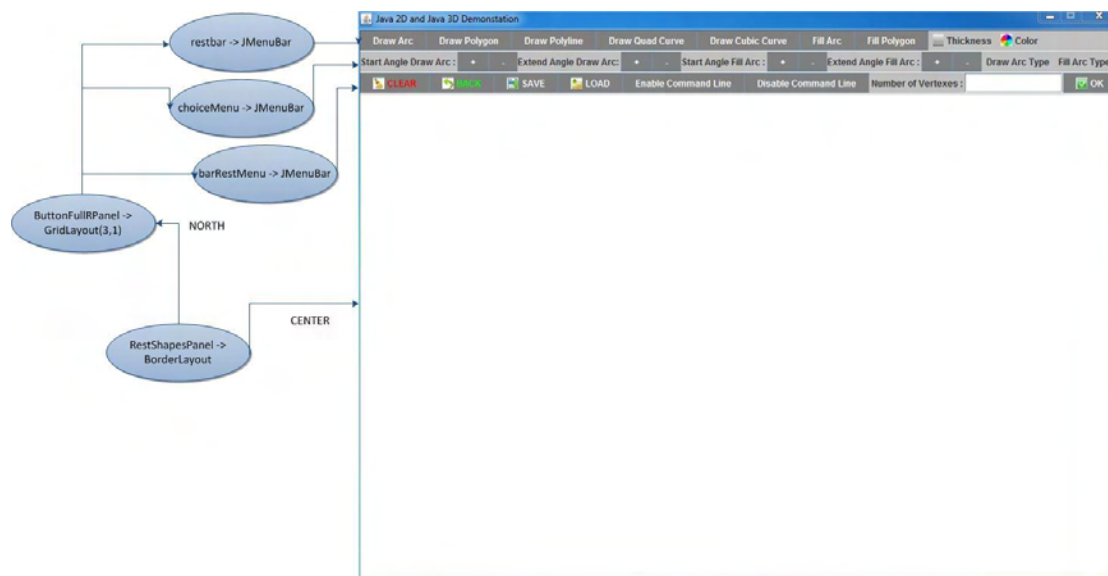 Java 2D and Java 3D Demonstation
restbar -> JMenuBar
Draw Arc Draw Polygon Draw Polyline Draw Quad Curve Draw Cubic Curve Fill Arc Fill Polygon Thickness Color
Start Angle Draw Arc : + - Extend Angle Draw Arc: + - Start Angle Fill Arc : + - Extend Angle Fill Arc : + - Draw Arc Type Fill Arc Type
CLEAR BACK SAVE LOAD Enable Command Line Disable Command Line Number of Vertexes : OK
choiceMenu -> JMenuBar
barRestMenu -> JMenuBar
ButtonFullRPanel ->
GridLayout(3,1)
NORTH
CENTER
RestShapesPanel ->
BorderLayout